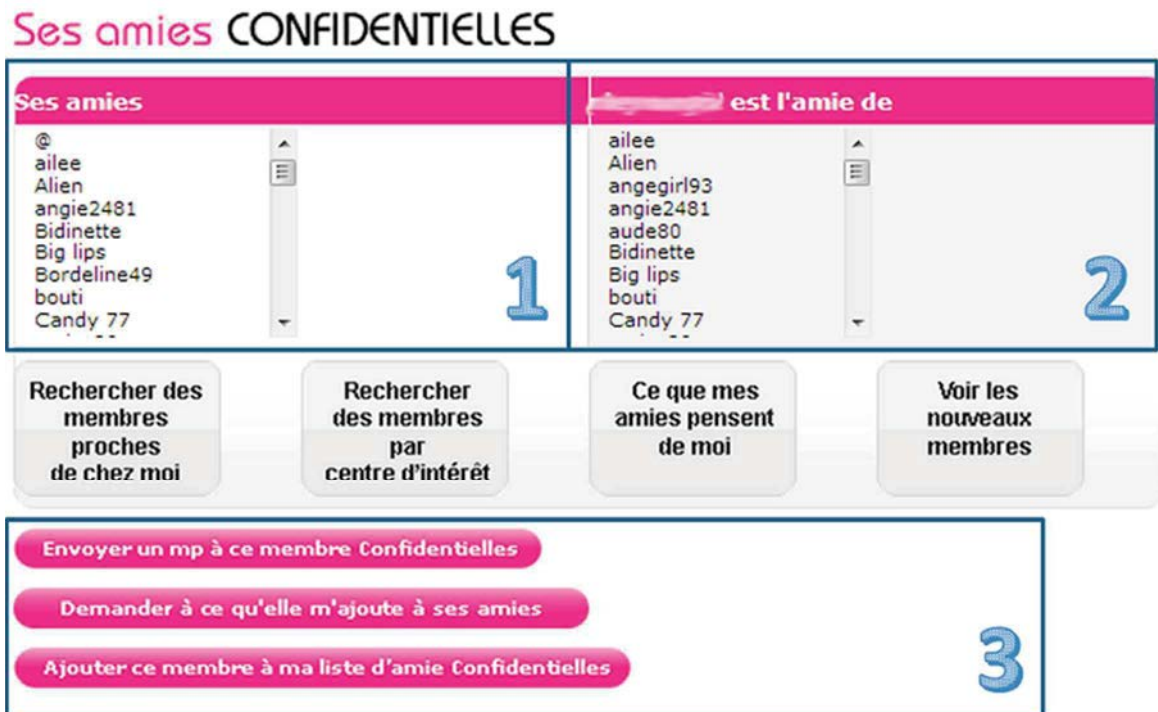 Ses amies CONFIDENTIELLES
Ses amies
@
ailee
Alien
angie2481
Bidinette
Big lips
Bordeline49
bouti
Candy 77
1
est l'amie de
ailee
Alien
angegirl93
angie2481
aude80
Bidinette
Big lips
bouti
Candy 77
2
Rechercher des
membres
proches
de chez moi
Rechercher
des membres
par
centre d'intérêt
Ce que mes
amies pensent
de moi
Voir les
nouveaux
membres
Envoyer un mp à ce membre Confidentielles
Demander à ce qu'elle m'ajoute à ses amies
Ajouter ce membre à ma liste d'amie Confidentielles
3